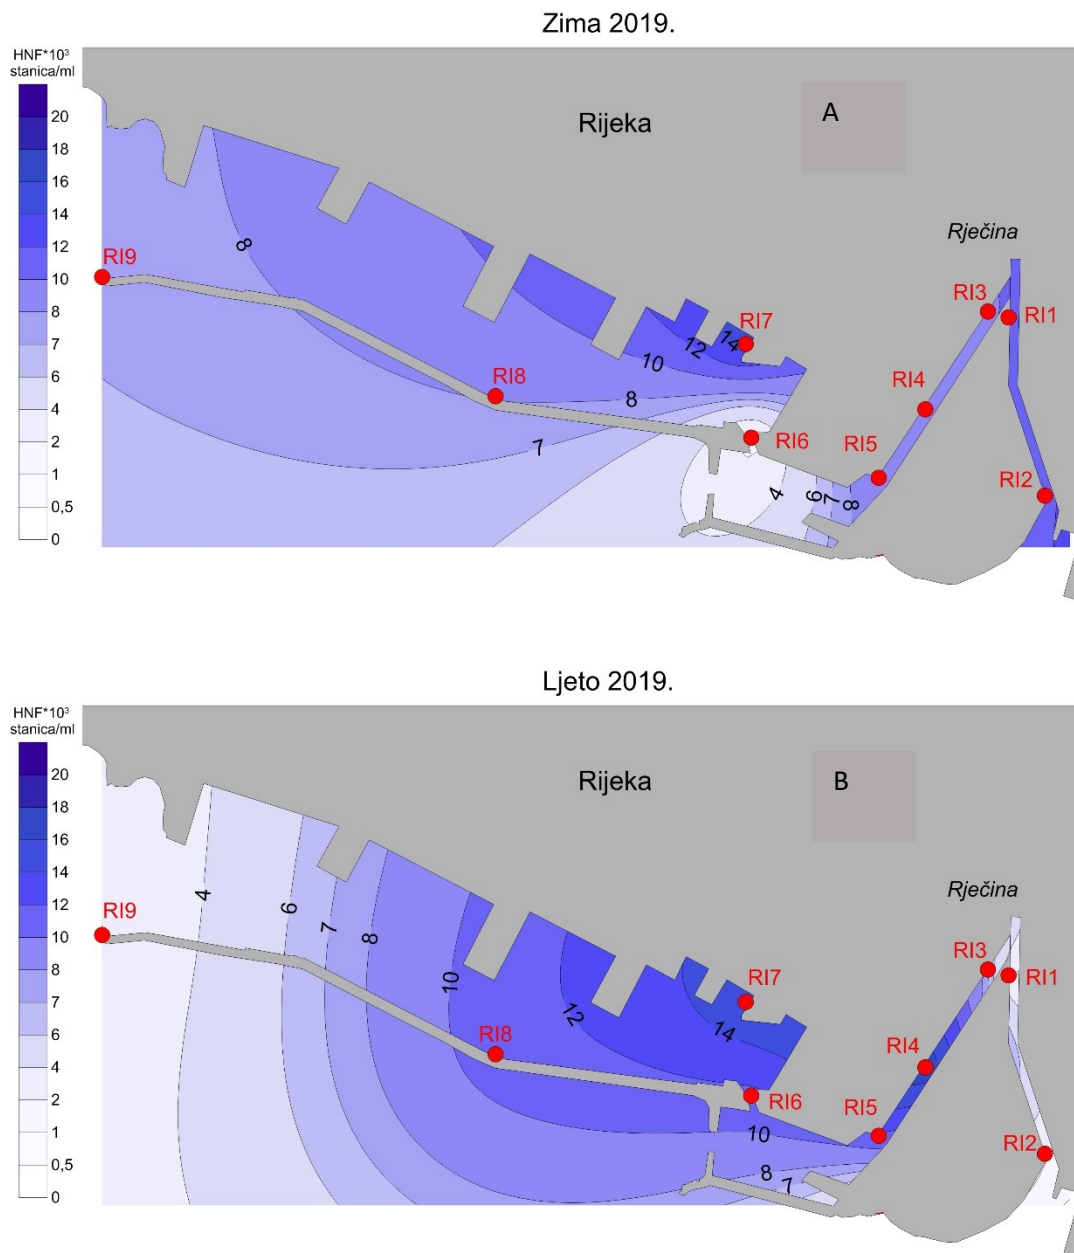 Zima 2019.
HNF*10³
stanica/ml
20
18
16
14
12
10
8
7
6
4
2
1
0,5
0
Rijeka
A
Rječina
RI9
8
RI3
RI1
RI7
14
12
10
RI8
8
RI4
7
RI6
RI5
4
6
7
8
RI2
Ljeto 2019.
HNF*10³
stanica/ml
20
18
16
14
12
10
8
7
6
4
2
1
0,5
0
Rijeka
B
Rječina
4
6
7
8
RI9
10
12
RI7
14
RI3
RI1
RI8
RI4
RI6
RI5
10
8
7
RI2